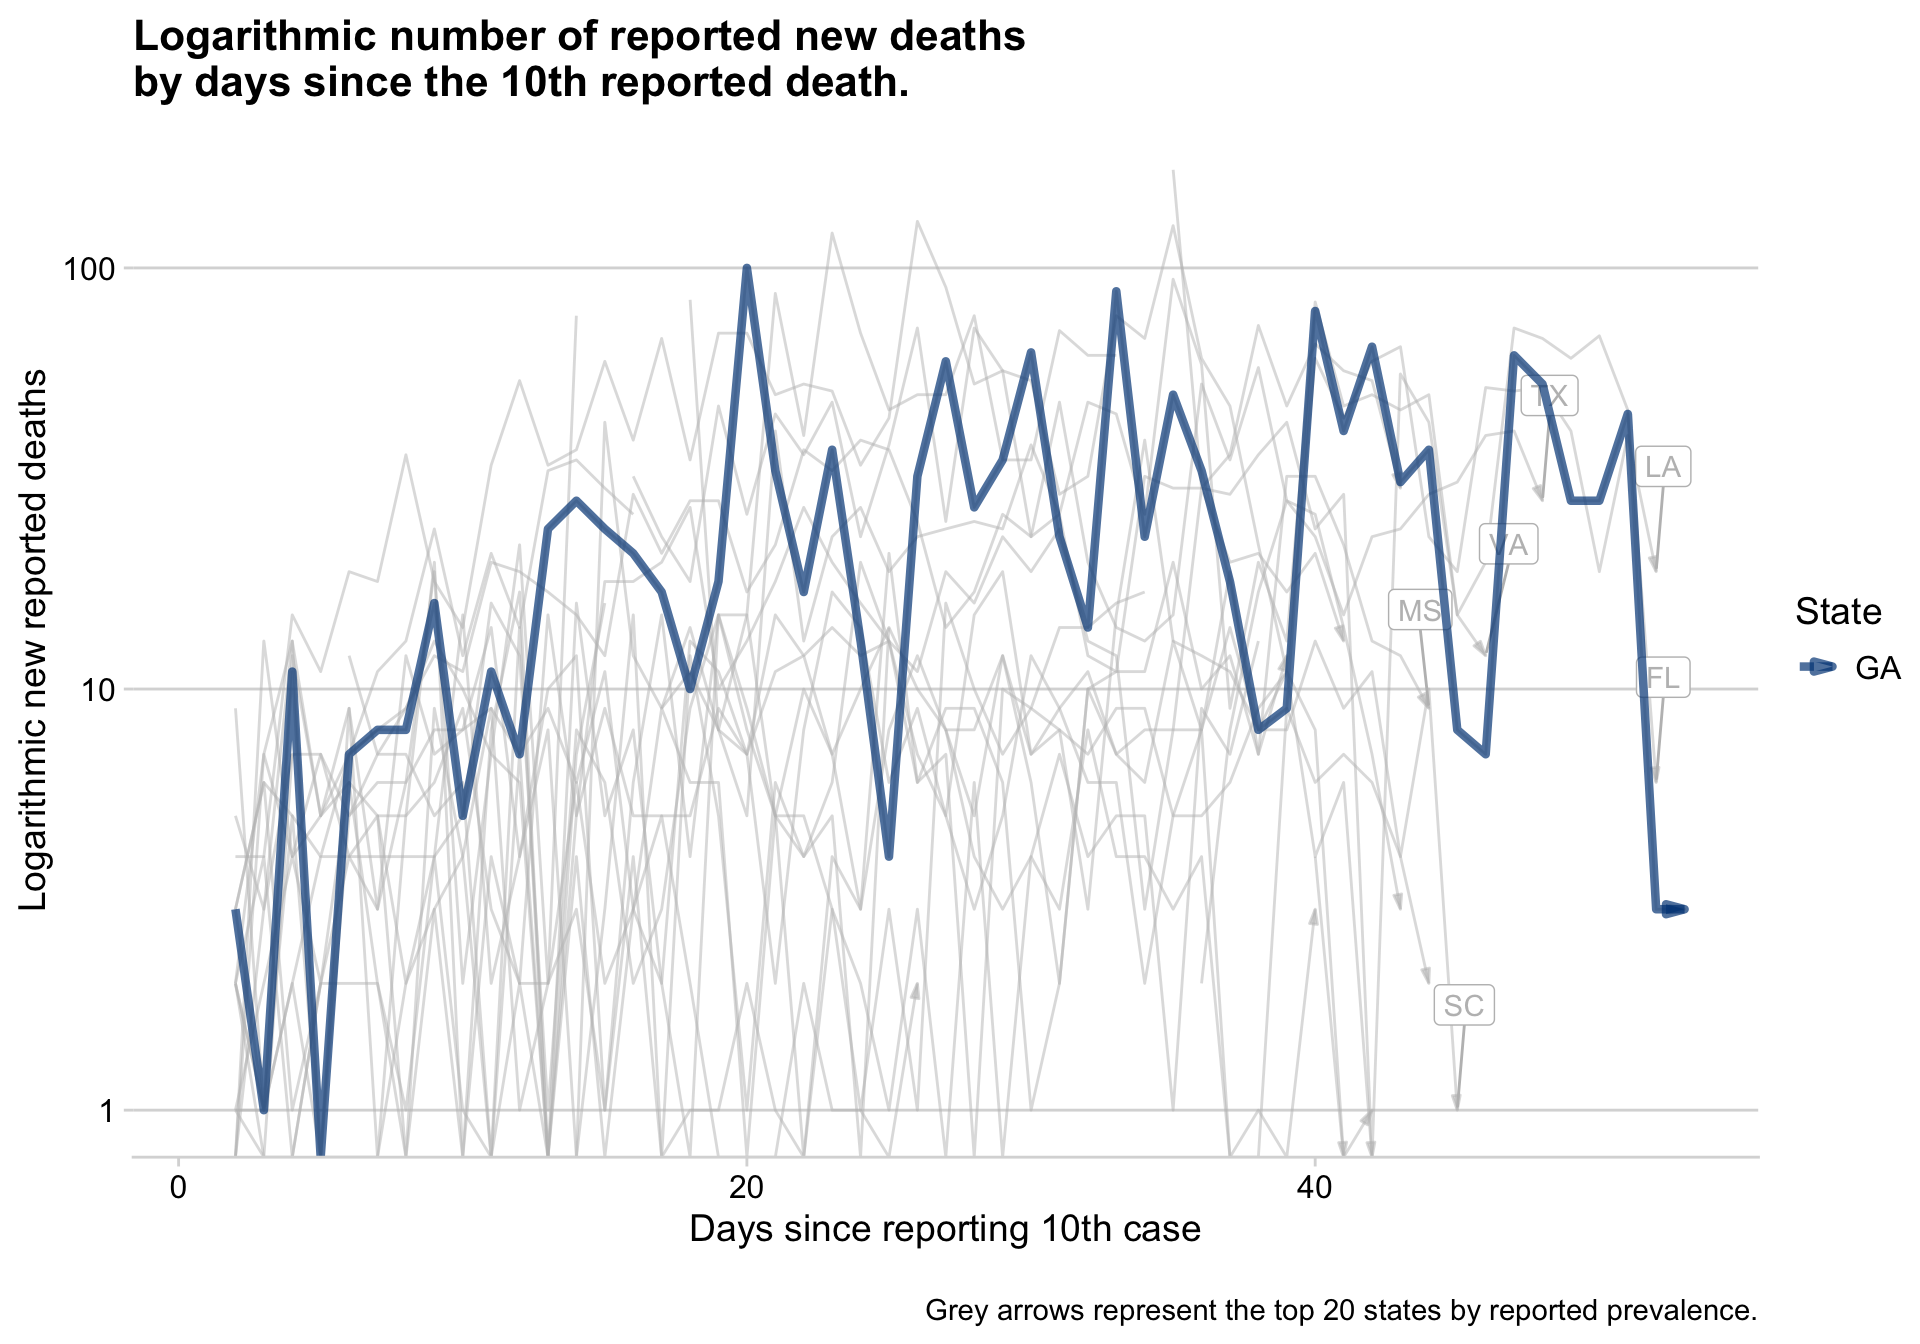 Logarithmic number of reported new deaths
by days since the 10th reported death.
Logarithmic new reported deaths
100
10
1
TX
LA
VA
MS
FL
SC
State
GA
0
20
40
Days since reporting 10th case
Grey arrows represent the top 20 states by reported prevalence.